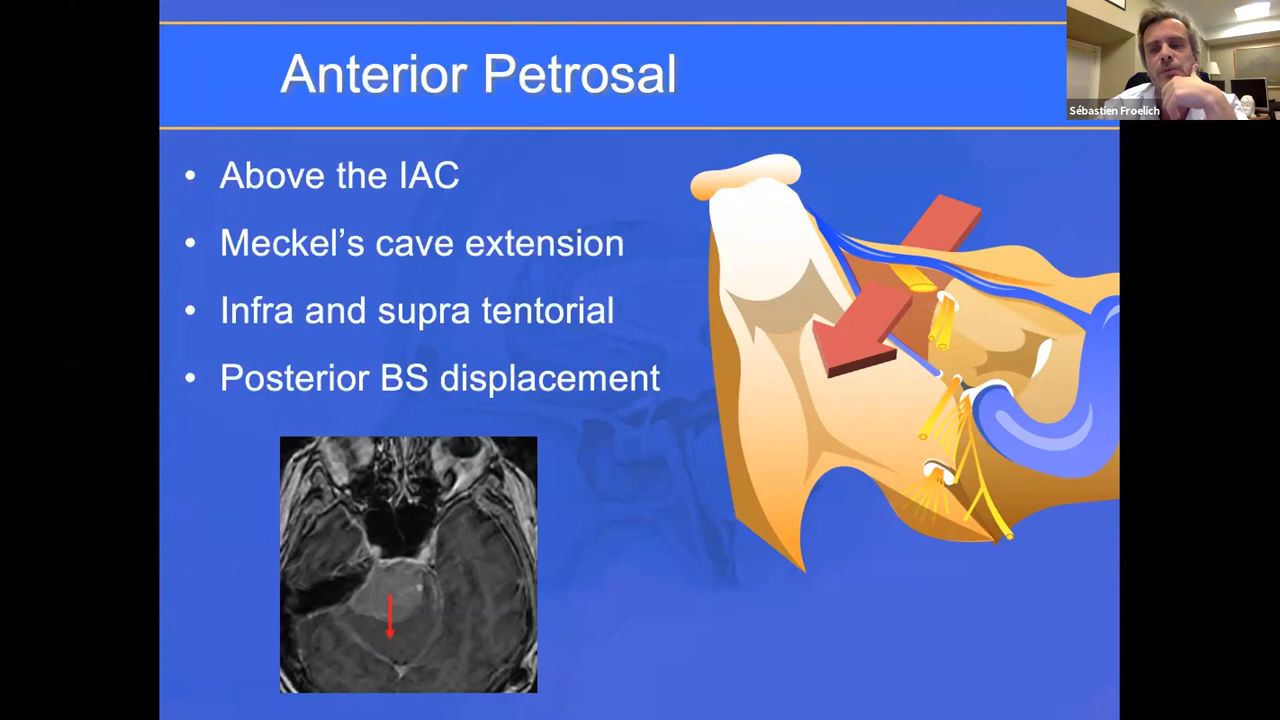 Anterior Petrosal
Sébastien Froelich
• Above the IAC
• Meckel’s cave extension
• Infra and supra tentorial
• Posterior BS displacement